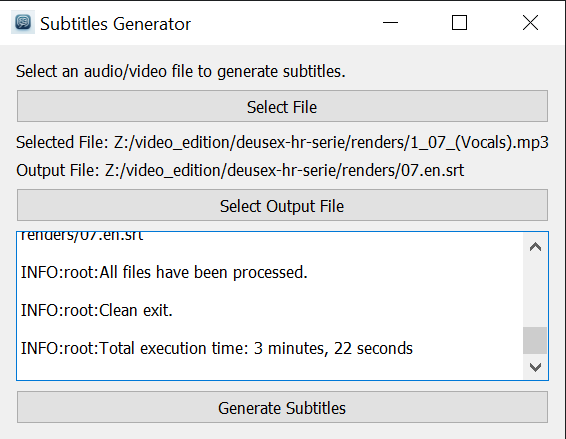 Subtitles Generator
Select an audio/video file to generate subtitles.
Select File
Selected File: Z:/video_edition/deusex-hr-serie/renders/1_07_(Vocals).mp3
Output File: Z:/video_edition/deusex-hr-serie/renders/07.srt
Select Output File
renders/07.en.srt
INFO:root:All files have been processed.
INFO:root:Clean exit.
INFO:root:Total execution time: 3 minutes, 22 seconds
Generate Subtitles